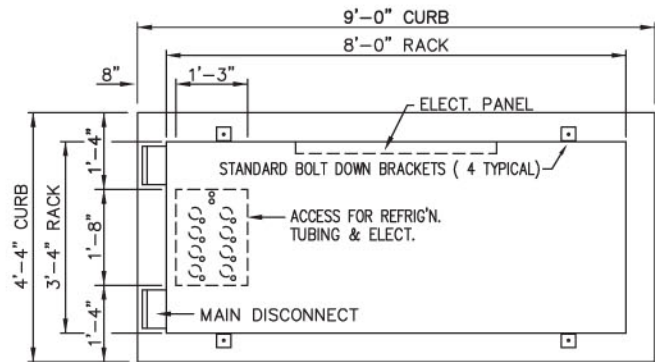 9'-0" CURB
8'-0" RACK
8"
1'-3"
ELECT. PANEL
STANDARD BOLT DOWN BRACKETS ( 4 TYPICAL)
4'-4" CURB
3'-4" RACK
1'-4"
1'-8"
1'-4"
ACCESS FOR REFRIG'N.
TUBING & ELECT.
MAIN DISCONNECT